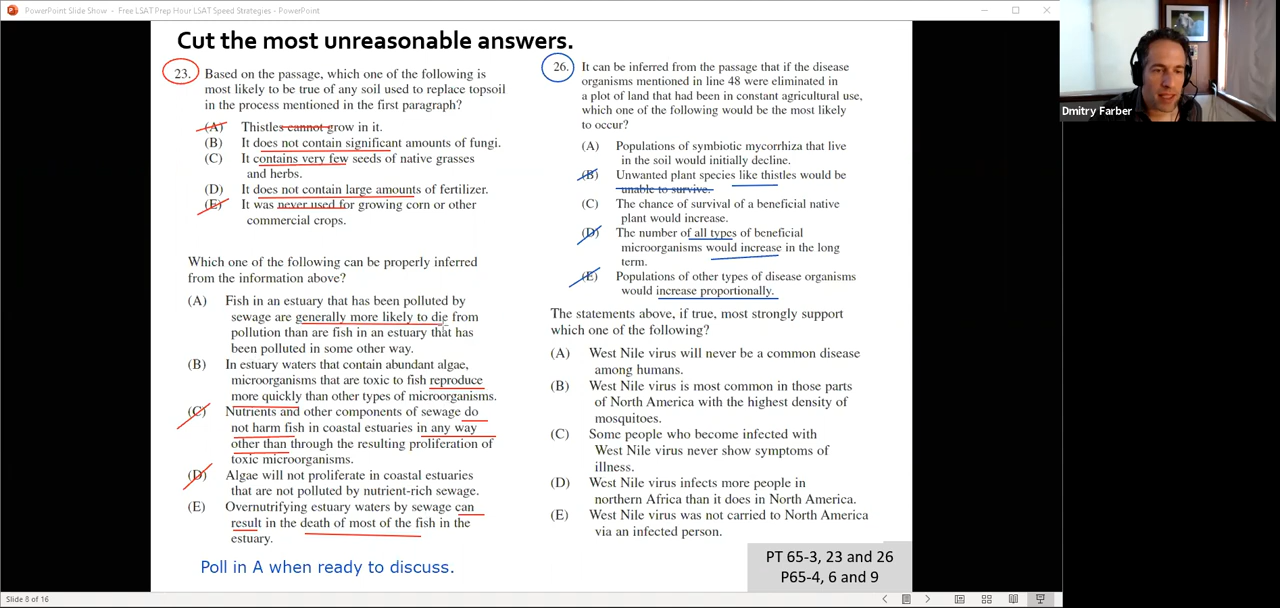 PowerPoint Slide Show - Free LSAT Prep Hour LSAT Speed Strategies - PowerPoint
Cut the most unreasonable answers.
23. Based on the passage, which one of the following is
most likely to be true of any soil used to replace topsoil
in the process mentioned in the first paragraph?
(A) Thistles cannot grow in it.
(B) It does not contain significant amounts of fungi.
(C) It contains very few seeds of native grasses
and herbs.
(D) It does not contain large amounts of fertilizer.
(E) It was never used for growing corn or other
commercial crops.
Which one of the following can be properly inferred
from the information above?
(A) Fish in an estuary that has been polluted by
sewage are generally more likely to die from
pollution than are fish in an estuary that has
been polluted in some other way.
(B) In estuary waters that contain abundant algae,
microorganisms that are toxic to fish reproduce
more quickly than other types of microorganisms.
(C) Nutrients and other components of sewage do
not harm fish in coastal estuaries in any way
other than through the resulting proliferation of
toxic microorganisms.
(D) Algae will not proliferate in coastal estuaries
that are not polluted by nutrient-rich sewage.
(E) Overnutrifying estuary waters by sewage can
result in the death of most of the fish in the
estuary.
Poll in A when ready to discuss.
26. It can be inferred from the passage that if the disease
organisms mentioned in line 48 were eliminated in
a plot of land that had been in constant agricultural use,
which one of the following would be the most likely
to occur?
(A) Populations of symbiotic mycorrhiza that live
in the soil would initially decline.
(B) Unwanted plant species like thistles would be
unable to survive.
(C) The chance of survival of a beneficial native
plant would increase.
(D) The number of all types of beneficial
microorganisms would increase in the long
term.
(E) Populations of other types of disease organisms
would increase proportionally.
The statements above, if true, most strongly support
which one of the following?
(A) West Nile virus will never be a common disease
among humans.
(B) West Nile virus is most common in those parts
of North America with the highest density of
mosquitoes.
(C) Some people who become infected with
West Nile virus never show symptoms of
illness.
(D) West Nile virus infects more people in
northern Africa than it does in North America.
(E) West Nile virus was not carried to North America
via an infected person.
PT 65-3, 23 and 26
P65-4, 6 and 9
Dmitry Farber
Slide 8 of 16